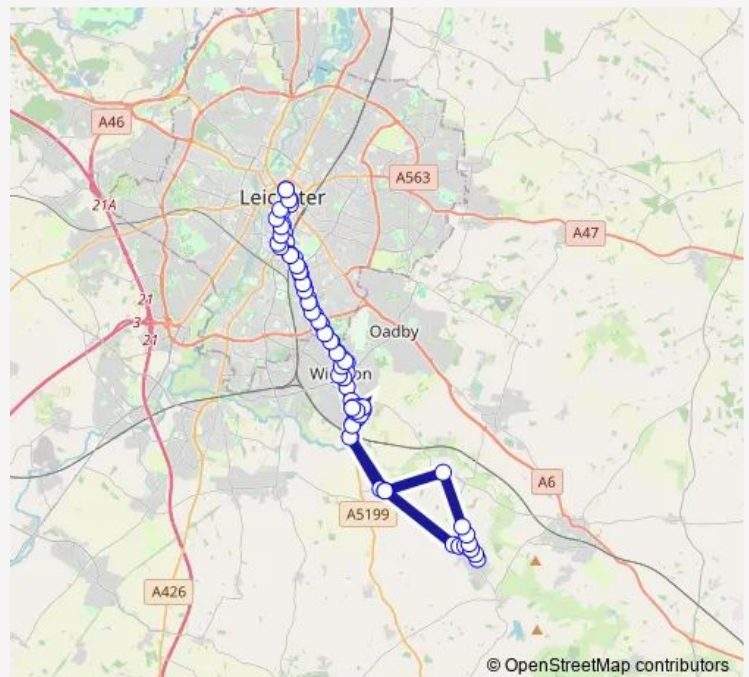 A46
A563
Leicester
21A
A47
21
3
21
Oadby
Wigston
A6
A5199
A426
© OpenStreetMap contributors